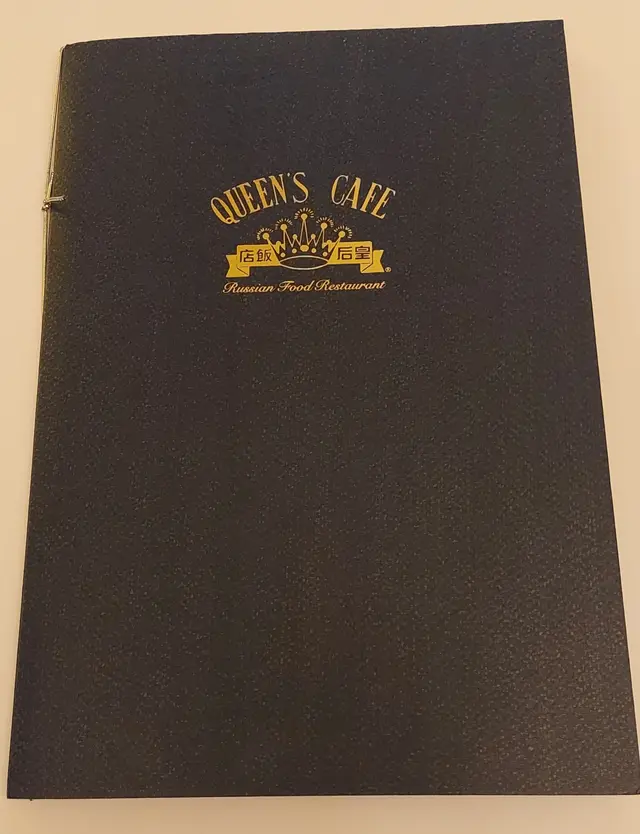 QUEEN'S CAFE
皇后飯店
®
Russian Food Restaurant